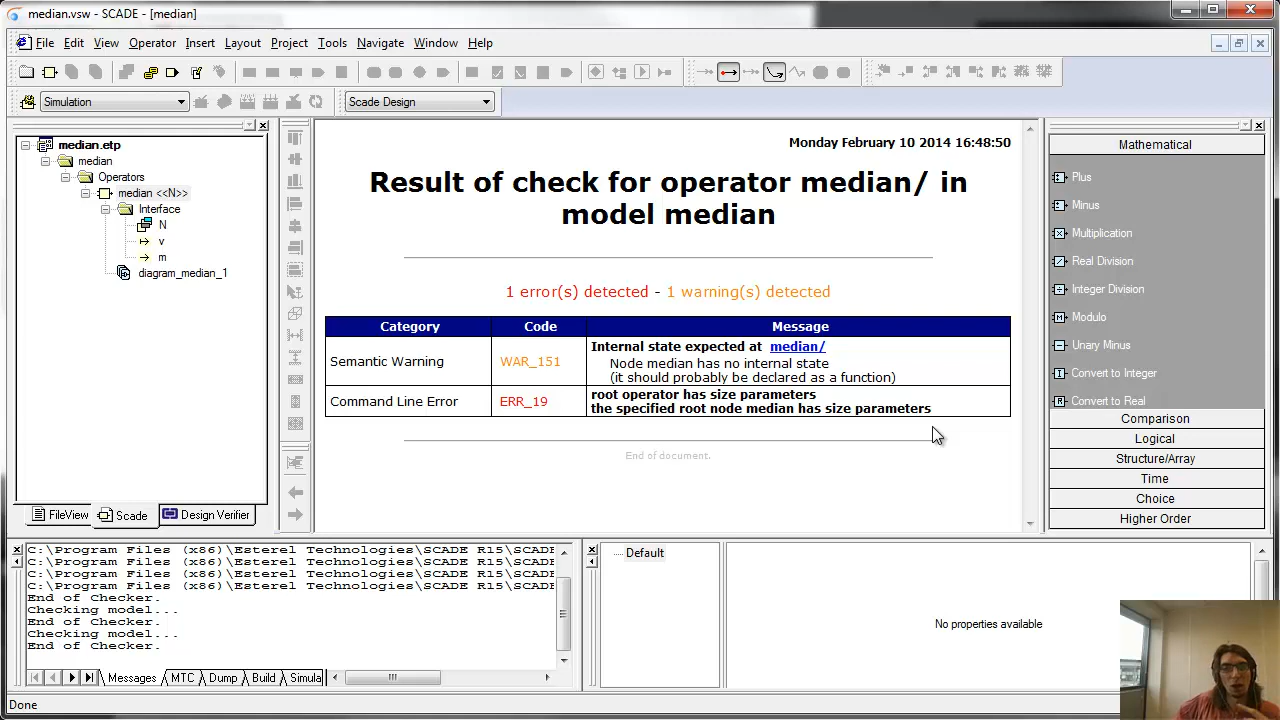 median.vsw - SCADE - [median]
File Edit View Operator Insert Layout Project Tools Navigate Window Help
Simulation
Scade Design
median.etp
median
Operators
median <<N>>
Interface
N
v
m
diagram_median_1
FileView Scade Design Verifier
Monday February 10 2014 16:48:50
Result of check for operator median/ in
model median
1 error(s) detected - 1 warning(s) detected
Category Code Message
Semantic Warning WAR_151 Internal state expected at median/
Node median has no internal state
(it should probably be declared as a function)
Command Line Error ERR_19 root operator has size parameters
the specified root node median has size parameters
End of document.
Mathematical
Plus
Minus
Multiplication
Real Division
Integer Division
Modulo
Unary Minus
Convert to Integer
Convert to Real
Comparison
Logical
Structure/Array
Time
Choice
Higher Order
C:\Program Files (x86)\Esterel Technologies\SCADE R15\SCADE
C:\Program Files (x86)\Esterel Technologies\SCADE R15\SCADE
C:\Program Files (x86)\Esterel Technologies\SCADE R15\SCADE
C:\Program Files (x86)\Esterel Technologies\SCADE R15\SCADE
End of Checker.
Checking model...
End of Checker.
Checking model...
End of Checker.
Messages MTC Dump Build Simula
Default
No properties available
Done